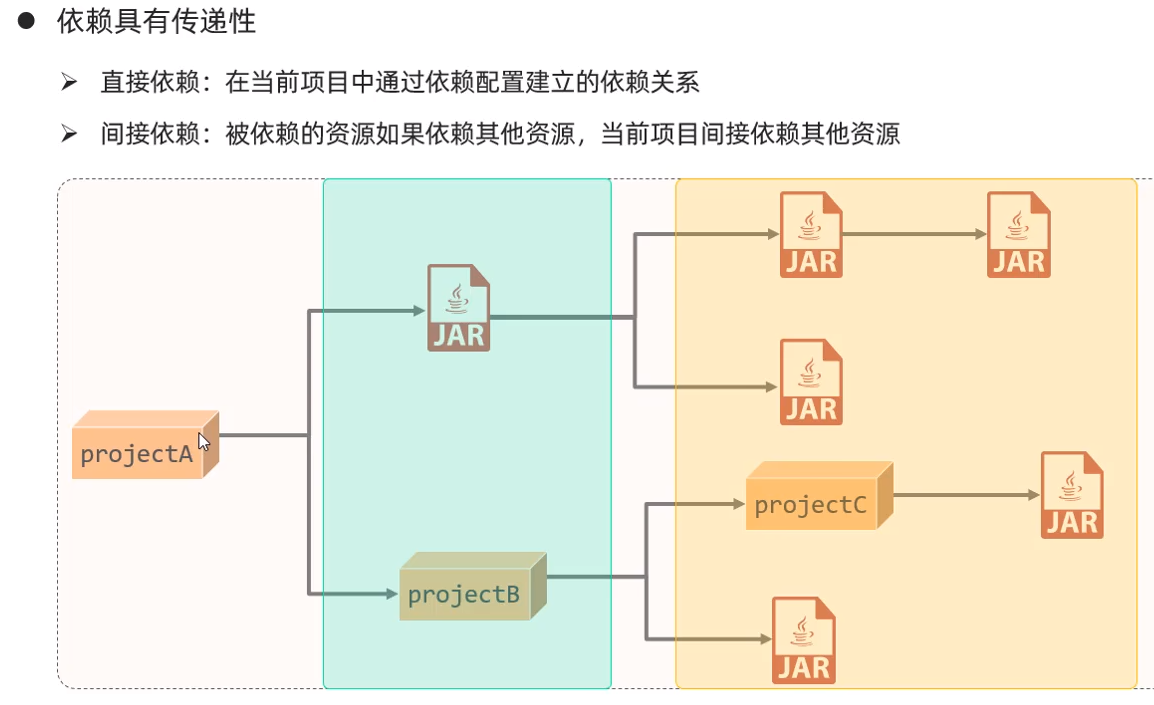 依赖具有传递性
直接依赖：在当前项目中通过依赖配置建立的依赖关系
间接依赖：被依赖的资源如果依赖其他资源，当前项目间接依赖其他资源
JAR
JAR
JAR
JAR
projectA
projectC
JAR
projectB
JAR